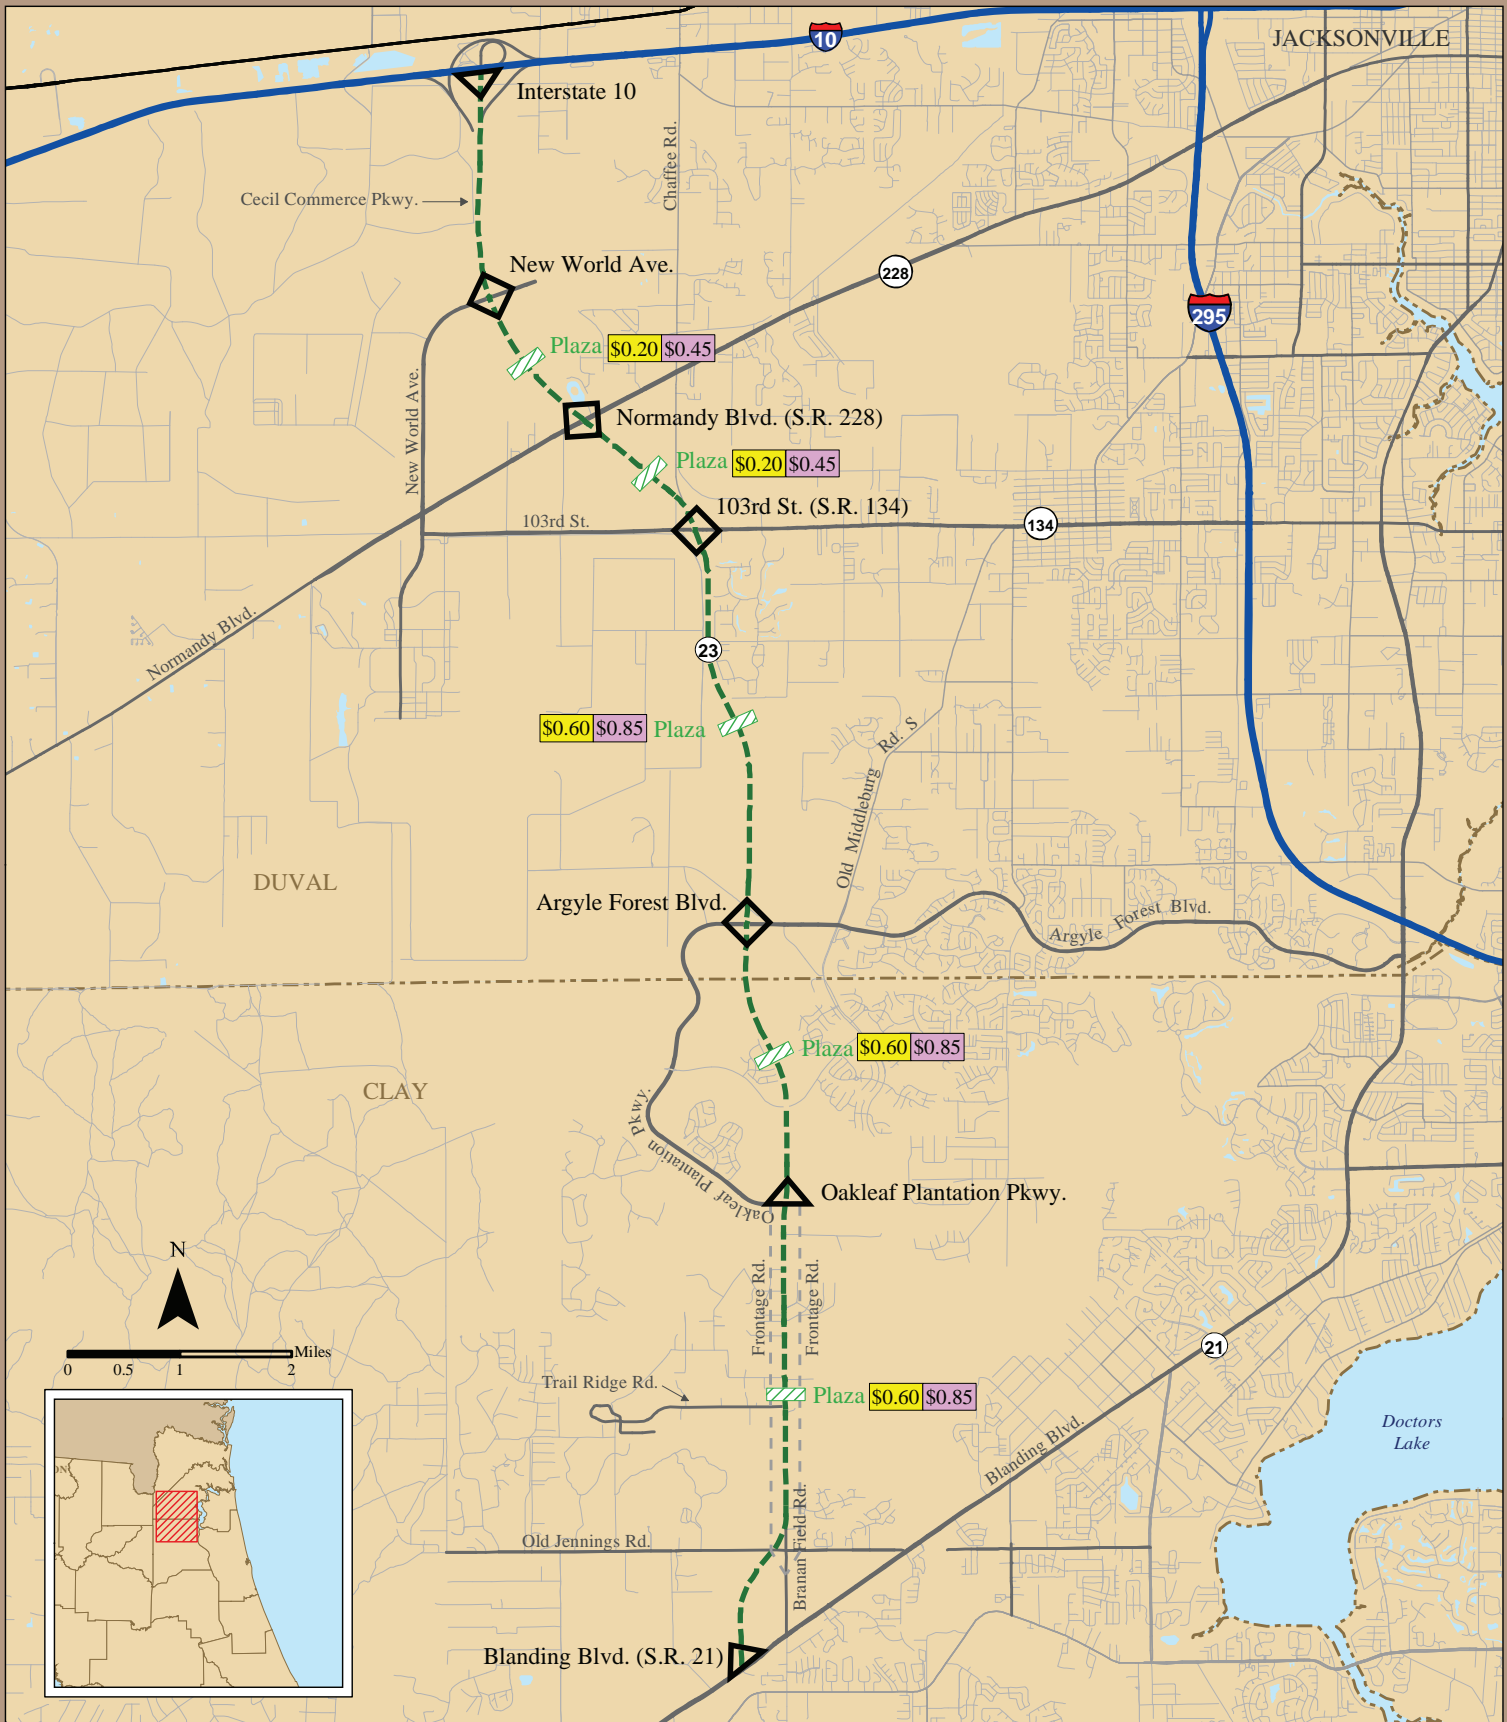 JACKSONVILLE
10
Interstate 10
Chaffee Rd.
Cecil Commerce Pkwy.
New World Ave.
228
295
Plaza $0.20 $0.45
New World Ave.
Normandy Blvd. (S.R. 228)
Plaza $0.20 $0.45
103rd St. (S.R. 134)
103rd St.
134
Normandy Blvd.
23
$0.60 $0.85 Plaza
Old Middleburg Rd. S
DUVAL
Argyle Forest Blvd.
Argyle Forest Blvd.
Plaza $0.60 $0.85
CLAY
Oakleaf Plantation Pkwy.
Oakleaf Plantation Pkwy.
N
Frontage Rd.
Frontage Rd.
Miles
0 0.5 1 2
21
Trail Ridge Rd.
Plaza $0.60 $0.85
Doctors
Lake
Blanding Blvd.
Old Jennings Rd.
Branan Field Rd.
Blanding Blvd. (S.R. 21)